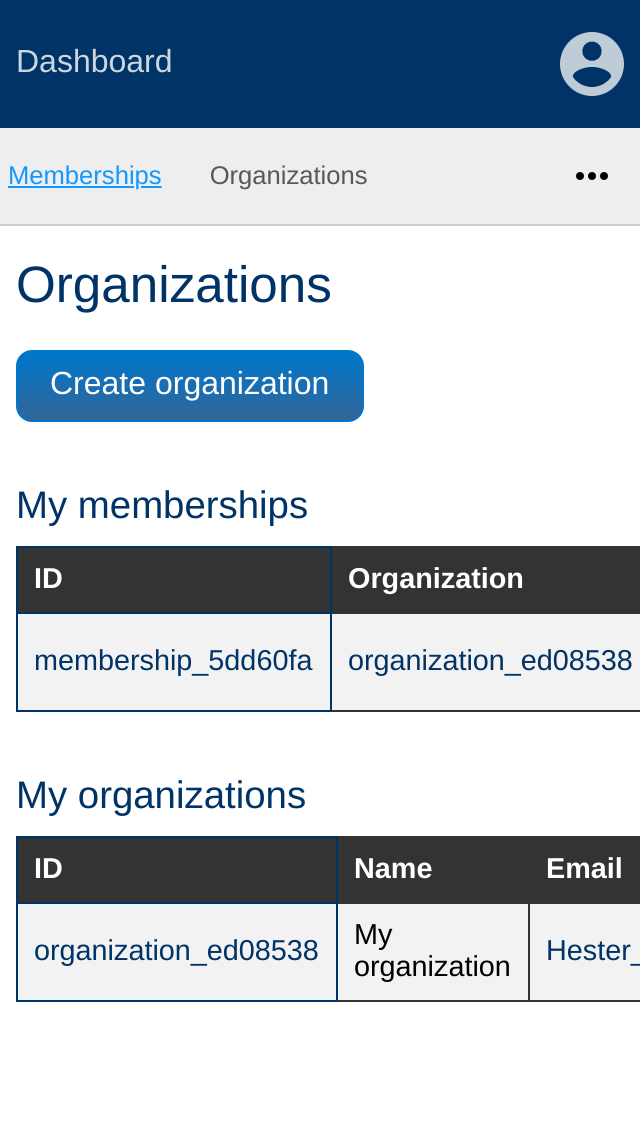 Dashboard
Memberships Organizations
Organizations
Create organization
My memberships
ID Organization
membership_5dd60fa organization_ed08538
My organizations
ID Name Email
organization_ed08538 My organization Hester_